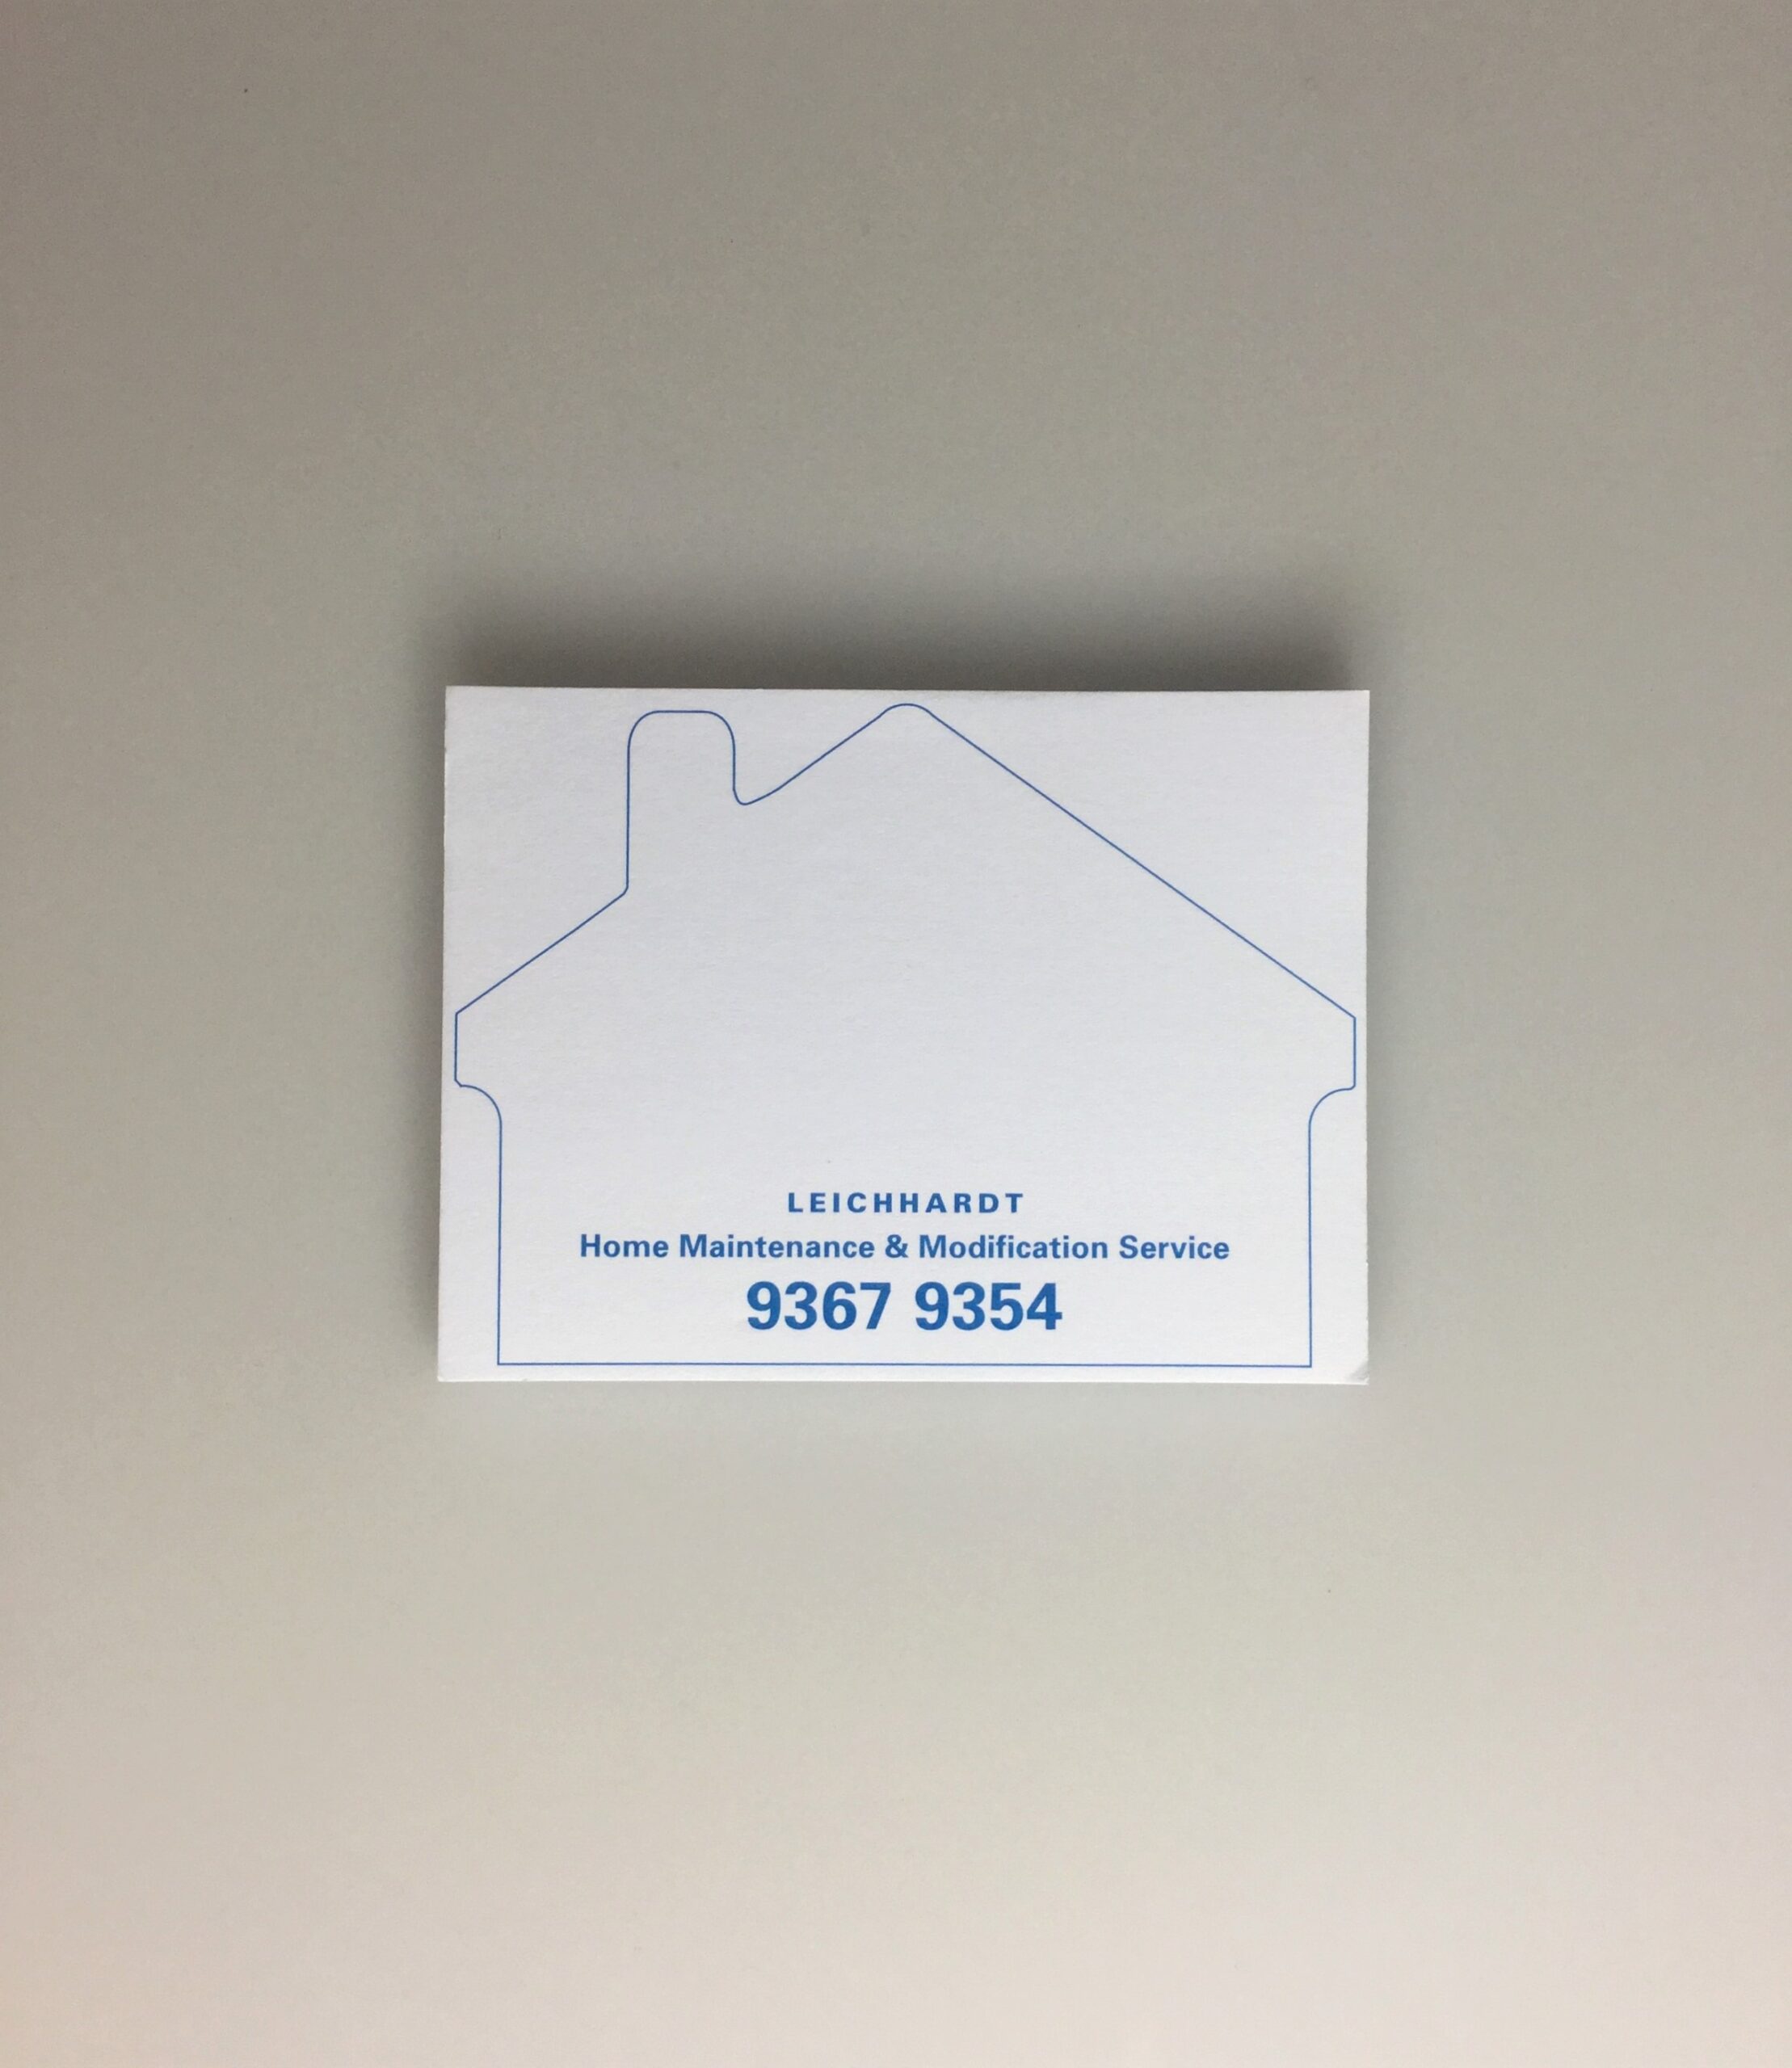 LEICHHARDT
Home Maintenance & Modification Service
9367 9354